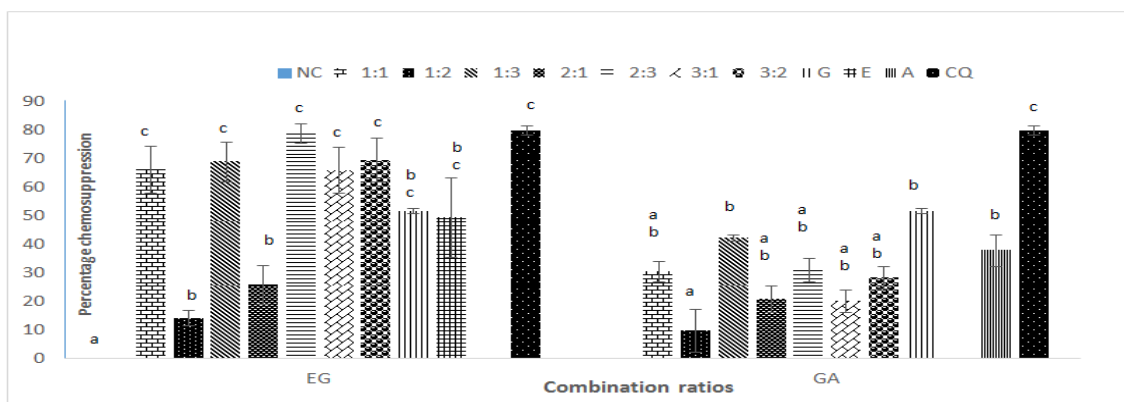 NC 1:1 1:2 1:3 2:1 2:3 3:1 3:2 G E A CQ
Percentage chemosuppression
90
80
70
60
50
40
30
20
10
0
a
c
b
c
b
c
c
c
b
c
b
c
c
a
b
a
b
a
b
a
b
a
b
a
b
b
b
c
EG
GA
Combination ratios